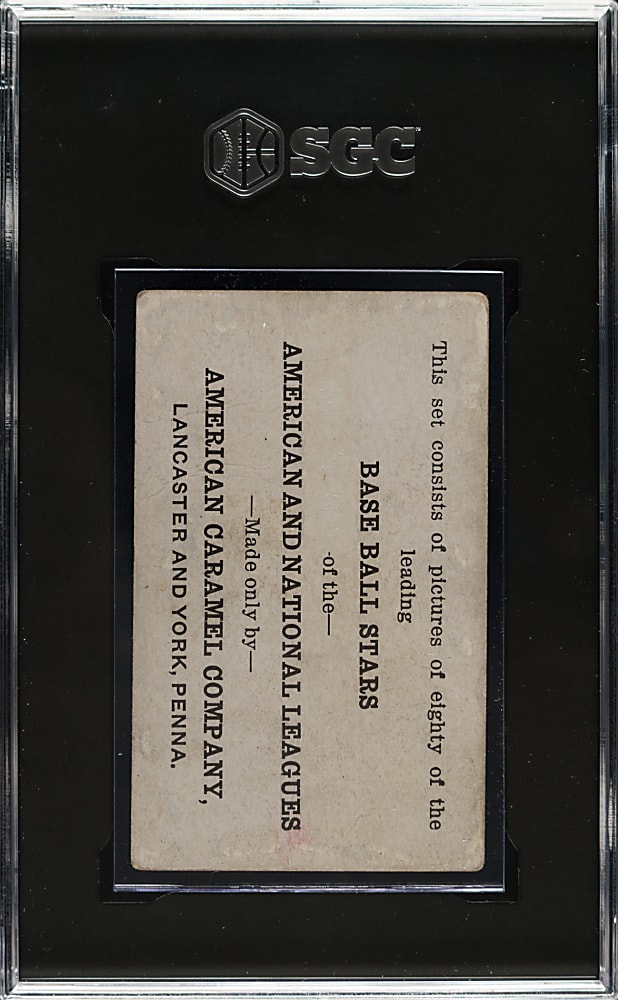 SGC
This set consists of pictures of eighty of the
leading
BASE BALL STARS
-of the—
AMERICAN AND NATIONAL LEAGUES
—Made only by—
AMERICAN CARAMEL COMPANY,
LANCASTER AND YORK, PENNA.